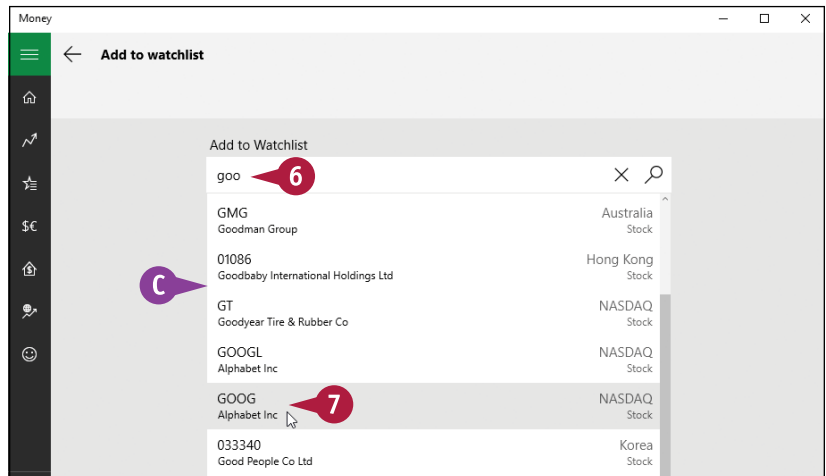 Money
Add to watchlist
Add to Watchlist
goo
6
GMG Australia
Goodman Group Stock
01086 Hong Kong
Goodbaby International Holdings Ltd Stock
C
GT NASDAQ
Goodyear Tire & Rubber Co Stock
GOOGL NASDAQ
Alphabet Inc Stock
GOOG NASDAQ
Alphabet Inc Stock
7
033340 Korea
Good People Co Ltd Stock
$€